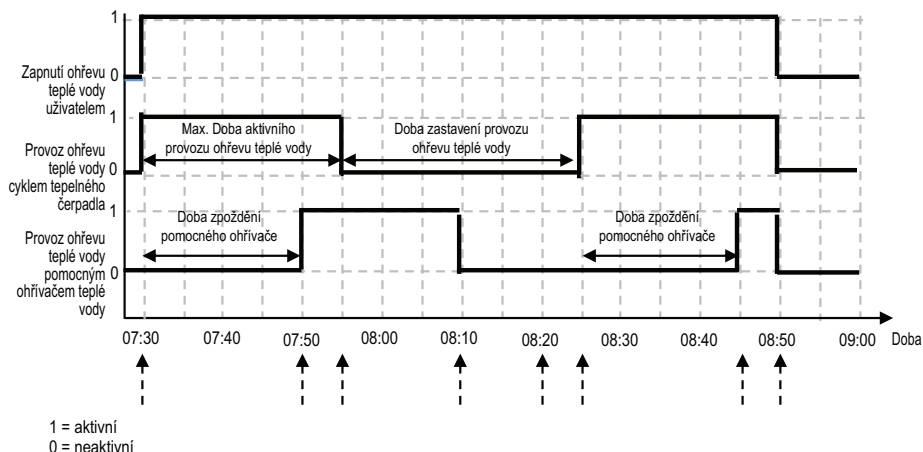 1
Zapnutí ohřevu
teplé vody
uživatelem
0
1
Provoz ohřevu
teplé vody
cyklem tepelného
čerpadla
0
Max. Doba aktivního
provozu ohřevu teplé vody
Doba zastavení provozu
ohřevu teplé vody
1
Provoz ohřevu
teplé vody
pomocným
ohřívačem teplé
vody
0
Doba zpoždění
pomocného ohřívače
Doba zpoždění
pomocného ohřívače
07:30 07:40 07:50 08:00 08:10 08:20 08:30 08:40 08:50 09:00 Doba
1 = aktivní
0 = neaktivní